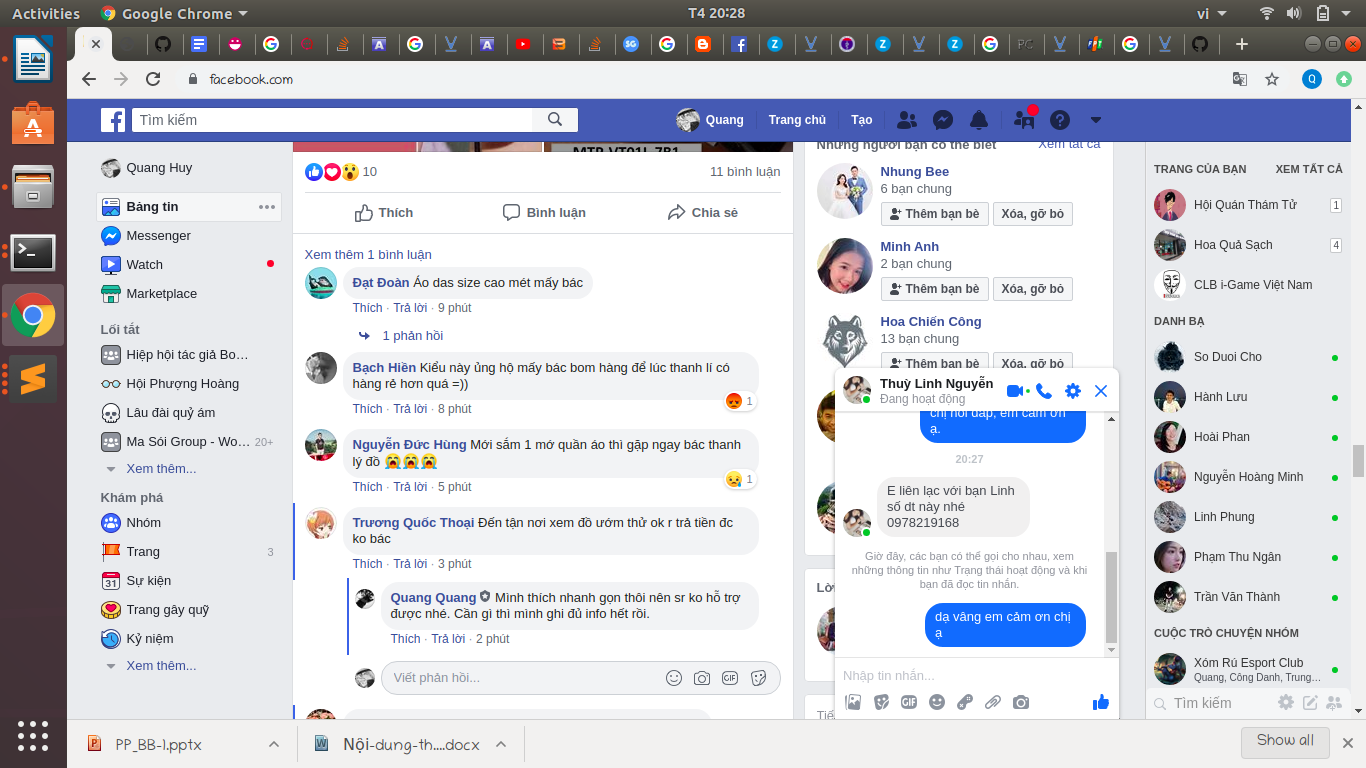 Activities
Google Chrome
T4 20:28
vi
facebook.com
Tìm kiếm
Quang
Trang chủ
Tạo
Quang Huy
Bảng tin
Messenger
Watch
Marketplace
Lối tắt
Hiệp hội tác giả Bo…
Hội Phượng Hoàng
Lâu đài quỷ ám
Ma Sói Group - Wo…
20+
Xem thêm...
Khám phá
Nhóm
Trang
3
Sự kiện
Trang gây quỹ
Kỷ niệm
Xem thêm...
10
11 bình luận
Thích
Bình luận
Chia sẻ
Xem thêm 1 bình luận
Đạt Đoàn Áo das size cao mét mấy bác
Thích · Trả lời · 9 phút
1 phản hồi
Bạch Hiền Kiểu này ủng hộ mấy bác bom hàng để lúc thanh lí có
hàng rẻ hơn quá =))
1
Thích · Trả lời · 8 phút
Nguyễn Đức Hùng Mới sắm 1 mớ quần áo thì gặp ngay bác thanh
lý đồ 😭😭😭
1
Thích · Trả lời · 5 phút
Trương Quốc Thoại Đến tận nơi xem đồ ướm thử ok r trả tiền đc
ko bác
Thích · Trả lời · 3 phút
Quang Quang Mình thích nhanh gọn thôi nên sr ko hỗ trợ
được nhé. Cần gì thì mình ghi đủ info hết rồi.
Thích · Trả lời · 2 phút
Viết phản hồi...
GIF
Những người bạn có thể biết
Xem tất cả
Nhung Bee
6 bạn chung
Thêm bạn bè
Xóa, gỡ bỏ
Minh Anh
2 bạn chung
Thêm bạn bè
Xóa, gỡ bỏ
Hoa Chiến Công
13 bạn chung
Thêm bạn bè
Xóa, gỡ bỏ
Thuỳ Linh Nguyễn
Đang hoạt động
chị hồi đáp, em cảm ơn
ạ.
20:27
E liên lạc với bạn Linh
số dt này nhé
0978219168
Giờ đây, các bạn có thể gọi cho nhau, xem
những thông tin như Trạng thái hoạt động và khi
bạn đã đọc tin nhắn.
dạ vâng em cảm ơn chị
ạ
Nhập tin nhắn...
GIF
TRANG CỦA BẠN
XEM TẤT CẢ
Hội Quán Thám Tử
1
Hoa Quả Sạch
4
CLB i-Game Việt Nam
DANH BẠ
So Duoi Cho
Hành Lưu
Hoài Phan
Nguyễn Hoàng Minh
Linh Phung
Phạm Thu Ngân
Trần Văn Thành
CUỘC TRÒ CHUYỆN NHÓM
Xóm Rù Esport Club
Quang, Công Danh, Trung…
Tìm kiếm
PP_BB-1.pptx
Nội-dung-th....docx
Show all